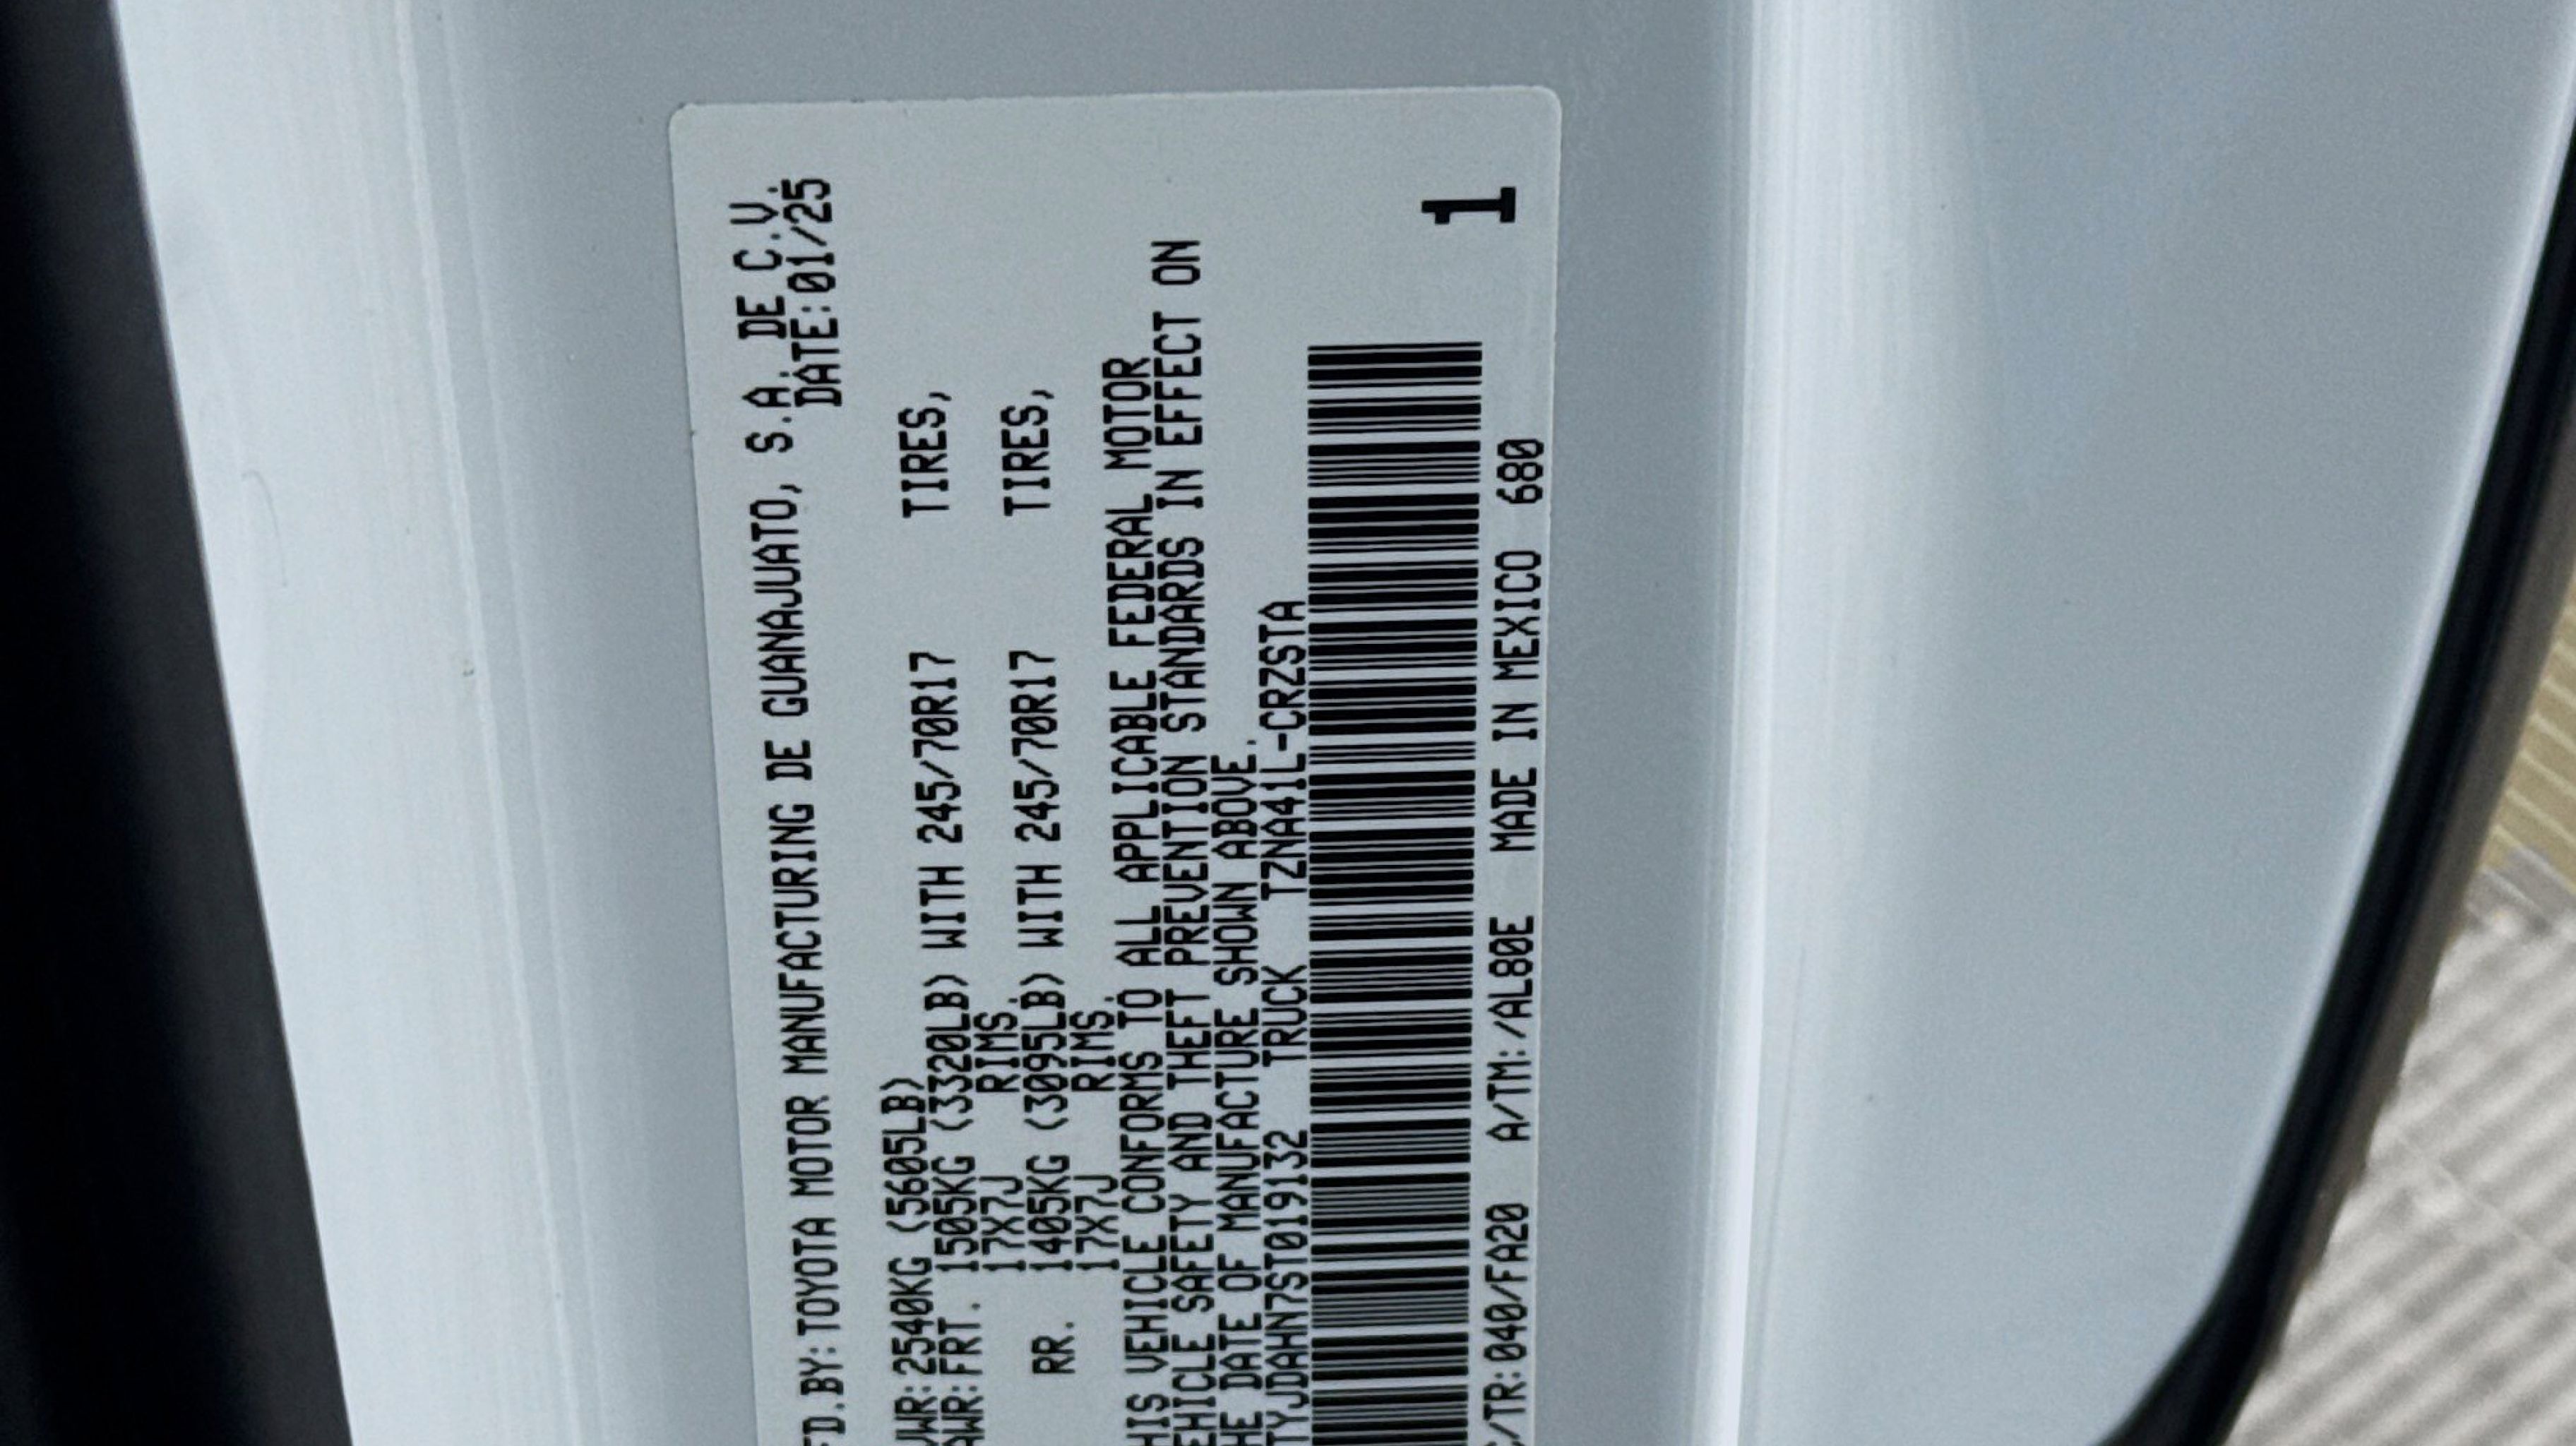 FD.BY:TOYOTA MOTOR MANUFACTURING DE GUANAJUATO, S.A. DE C.V.
DATE:01/25
VWR:2540KG (5605LB)
AWR:FRT. 1505KG (3320LB) WITH 245/70R17 TIRES,
17X7J RIMS.
RR. 1405KG (3095LB) WITH 245/70R17 TIRES,
17X7J RIMS.
HIS VEHICLE CONFORMS TO ALL APPLICABLE FEDERAL MOTOR
EHICLE SAFETY AND THEFT PREVENTION STANDARDS IN EFFECT ON
HE DATE OF MANUFACTURE SHOWN ABOVE.
TYJDAHN7ST019132 TRUCK TZNA41L-CRZSTA
/TR:040/FA20 A/TM:/AL80E MADE IN MEXICO 680
1